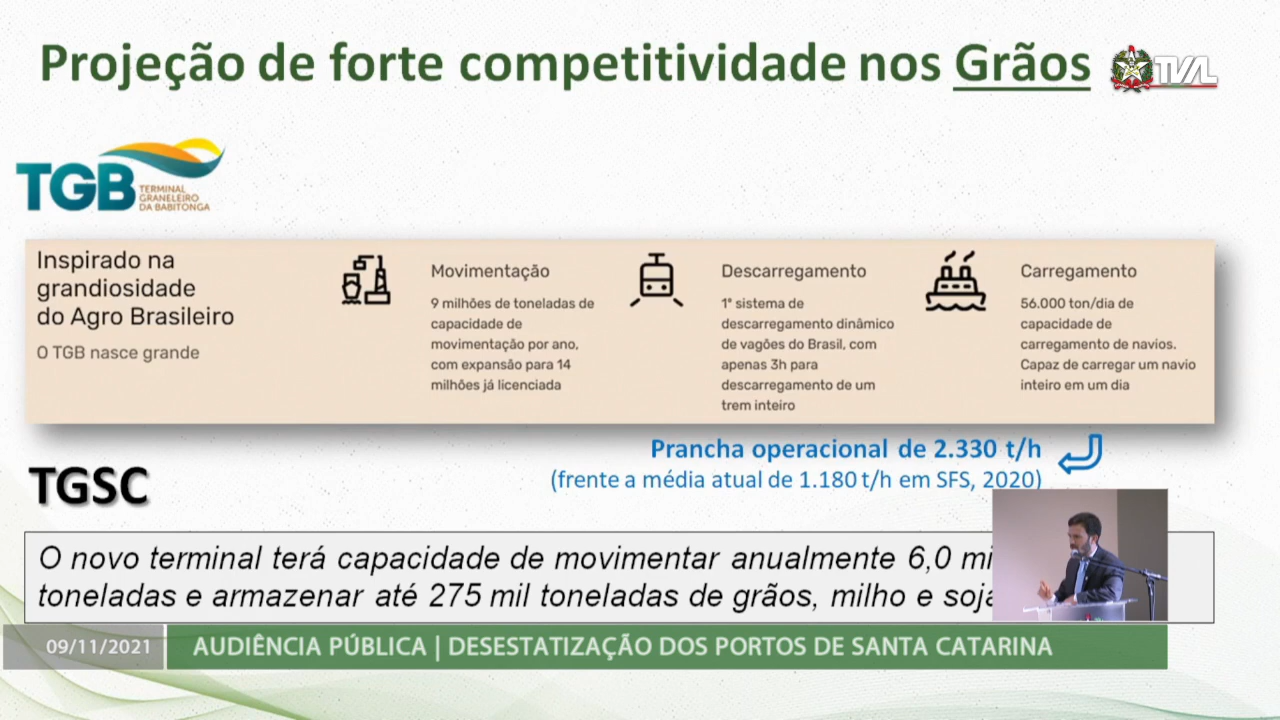 Projeção de forte competitividade nos Grãos
TVAL
TGB
TERMINAL
GRANELEIRO
DA BABITONGA
Inspirado na
grandiosidade
do Agro Brasileiro
O TGB nasce grande
Movimentação
9 milhões de toneladas de
capacidade de
movimentação por ano,
com expansão para 14
milhões já licenciada
Descarregamento
1º sistema de
descarregamento dinâmico
de vagões do Brasil, com
apenas 3h para
descarregamento de um
trem inteiro
Carregamento
56.000 ton/dia de
capacidade de
carregamento de navios.
Capaz de carregar um navio
inteiro em um dia
Prancha operacional de 2.330 t/h
(frente a média atual de 1.180 t/h em SFS, 2020)
TGSC
O novo terminal terá capacidade de movimentar anualmente 6,0
toneladas e armazenar até 275 mil toneladas de grãos, milho e soja
09/11/2021
AUDIÊNCIA PÚBLICA | DESESTATIZAÇÃO DOS PORTOS DE SANTA CATARINA